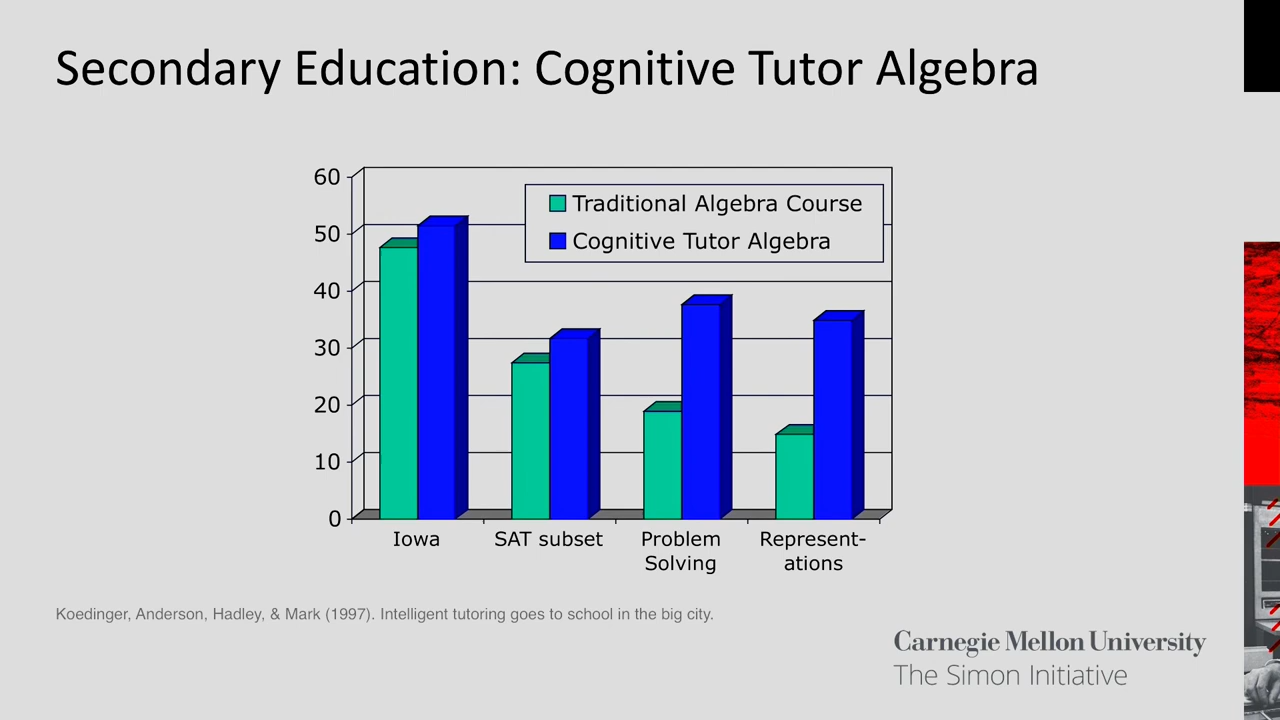 Secondary Education: Cognitive Tutor Algebra
60
50
40
30
20
10
0
Traditional Algebra Course
Cognitive Tutor Algebra
Iowa
SAT subset
Problem
Solving
Represent-
ations
Koedinger, Anderson, Hadley, & Mark (1997). Intelligent tutoring goes to school in the big city.
Carnegie Mellon University
The Simon Initiative